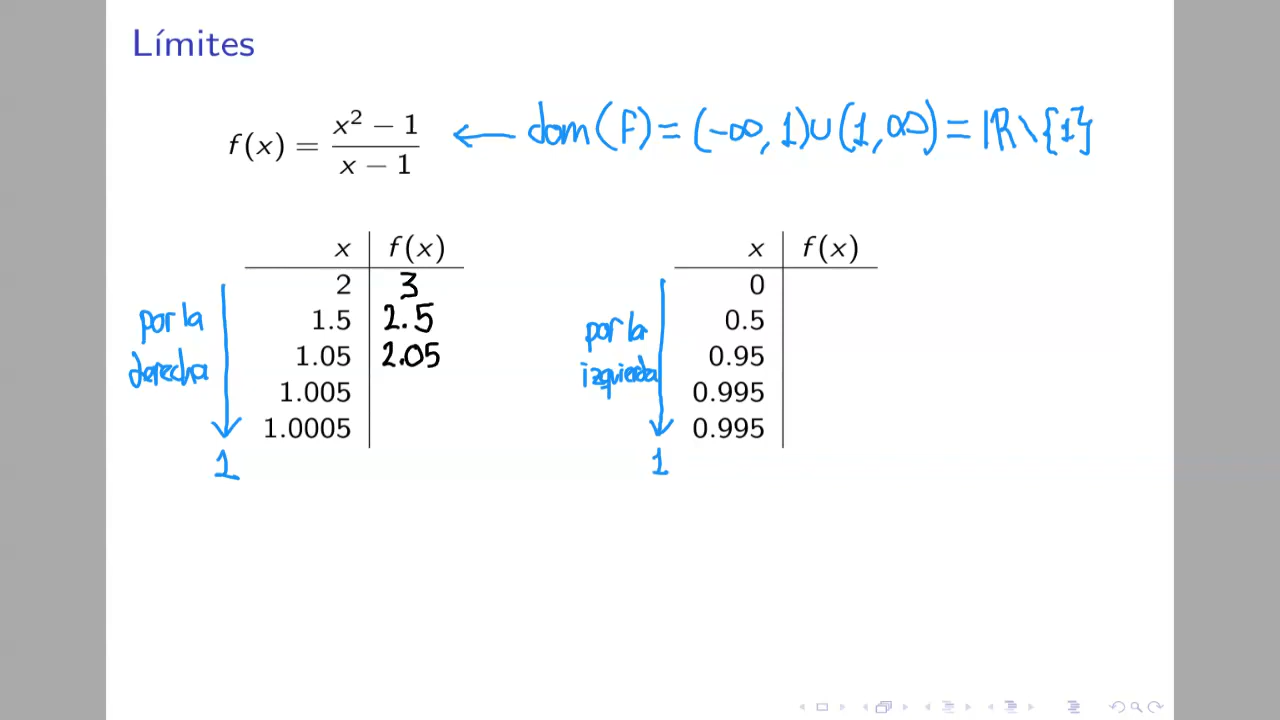 Límites
f(x) = (x² − 1)/(x − 1) ← dom(f) = (-∞, 1) ∪ (1, ∞) = ℝ \ {1}
x f(x)
2 3
1.5 2.5
1.05 2.05
1.005
1.0005
por la
derecha
1
x f(x)
0
0.5
0.95
0.995
0.995
por la
izquierda
1